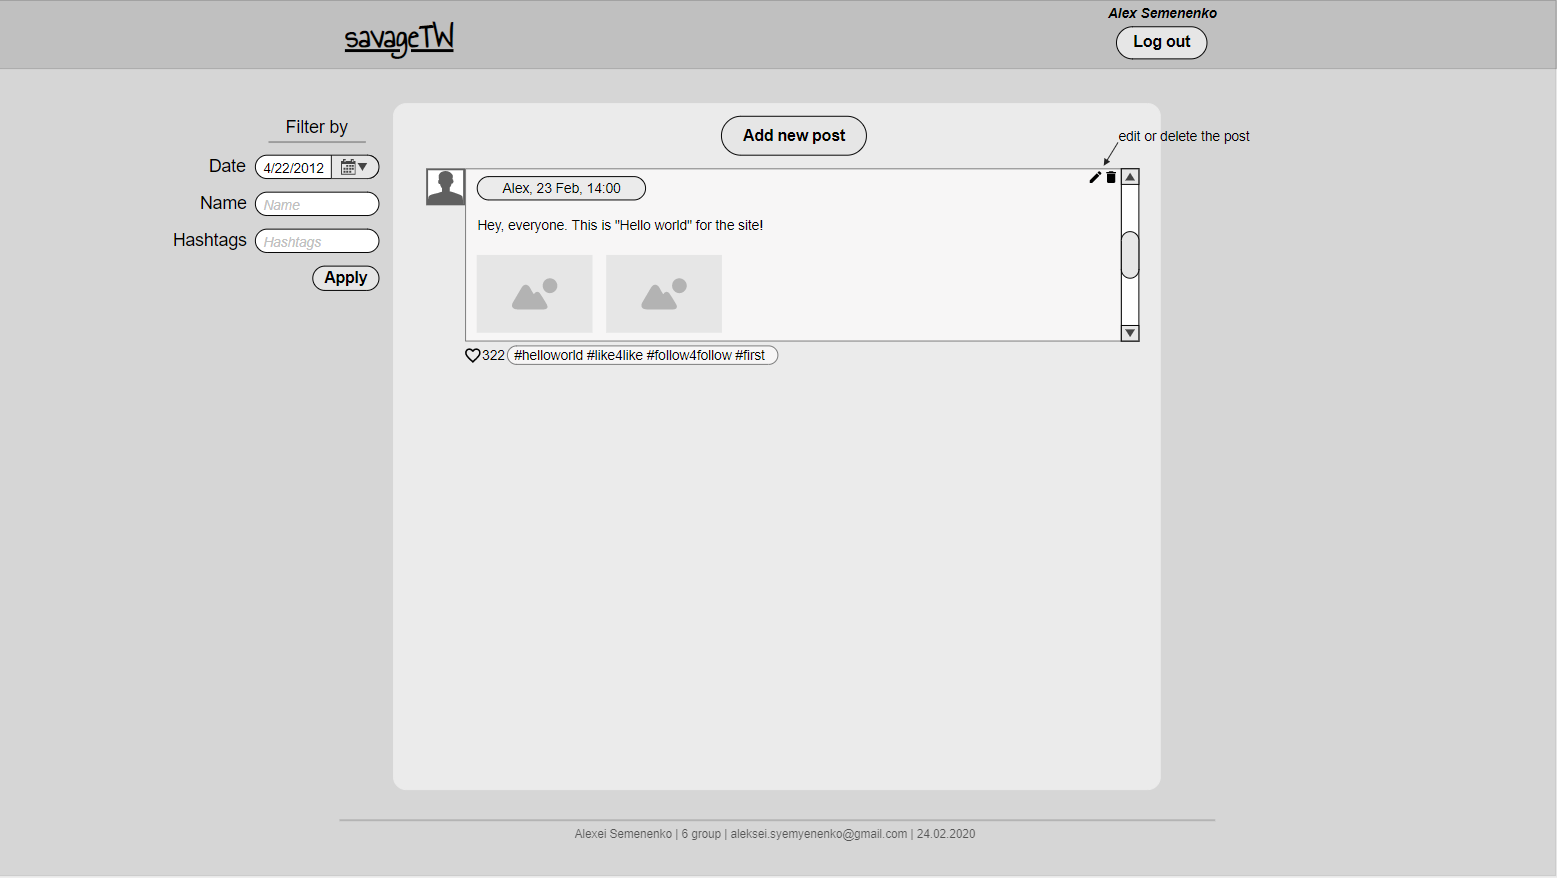 savageTW
Alex Semenenko
Log out
Filter by
Date 4/22/2012
Name Name
Hashtags Hashtags
Apply
Add new post
edit or delete the post
Alex, 23 Feb, 14:00
Hey, everyone. This is "Hello world" for the site!
322 #helloworld #like4like #follow4follow #first
Alexei Semenenko | 6 group | aleksei.syemyenenko@gmail.com | 24.02.2020